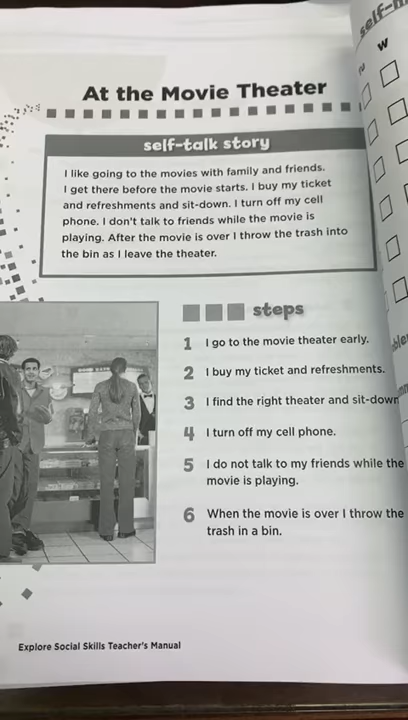 At the Movie Theater
self-talk story
I like going to the movies with family and friends.
I get there before the movie starts. I buy my ticket
and refreshments and sit-down. I turn off my cell
phone. I don't talk to friends while the movie is
playing. After the movie is over I throw the trash into
the bin as I leave the theater.
steps
1 I go to the movie theater early.
2 I buy my ticket and refreshments.
3 I find the right theater and sit-down
4 I turn off my cell phone.
5 I do not talk to my friends while the
movie is playing.
6 When the movie is over I throw the
trash in a bin.
Explore Social Skills Teacher's Manual
self-
W